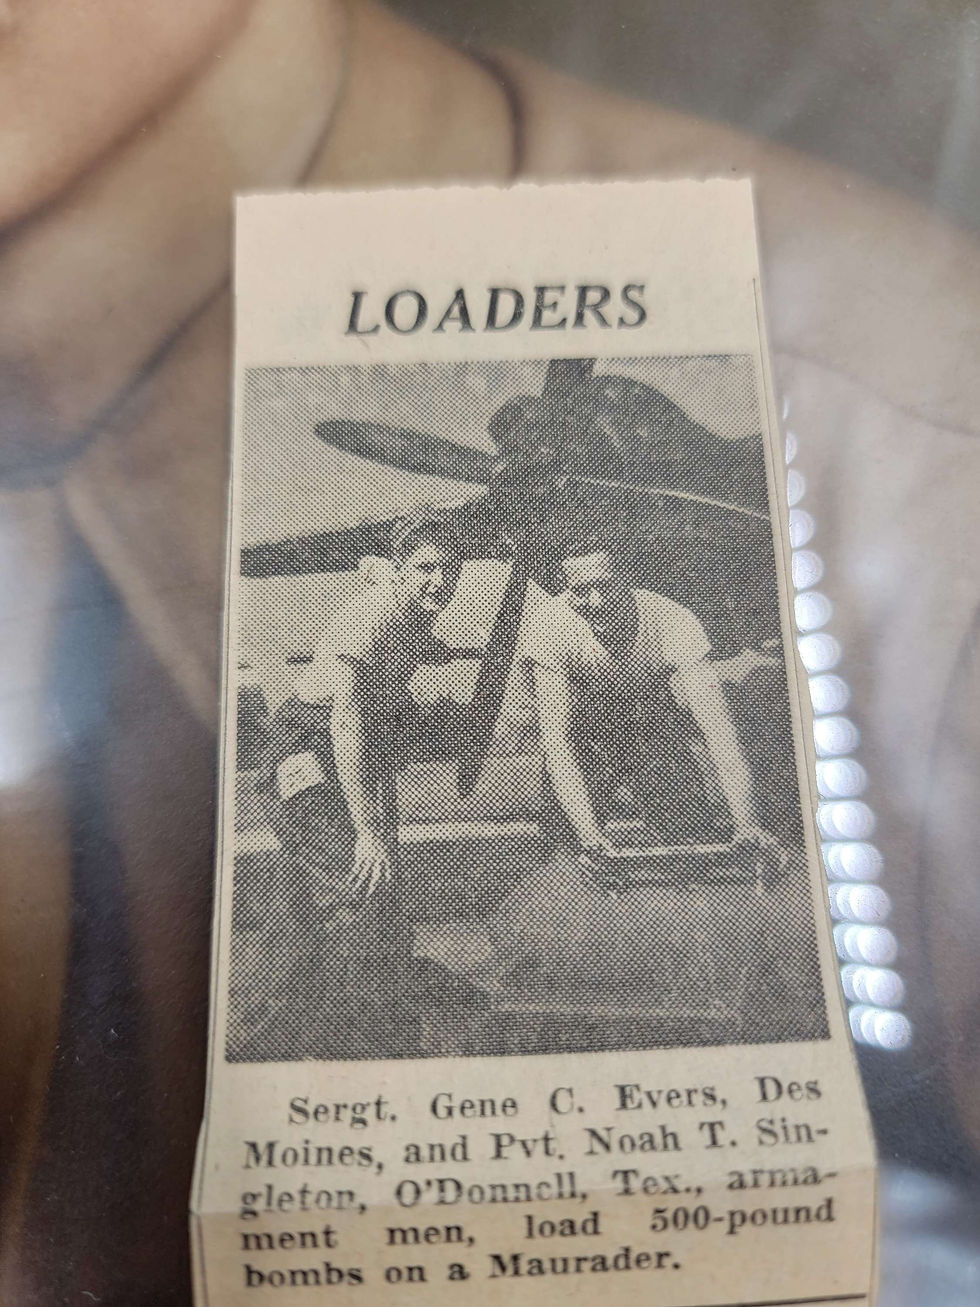 LOADERS
Sergt. Gene C. Evers, Des
Moines, and Pvt. Noah T. Sin-
gleton, O'Donnell, Tex., arma-
ment men, load 500-pound
bombs on a Maurader.